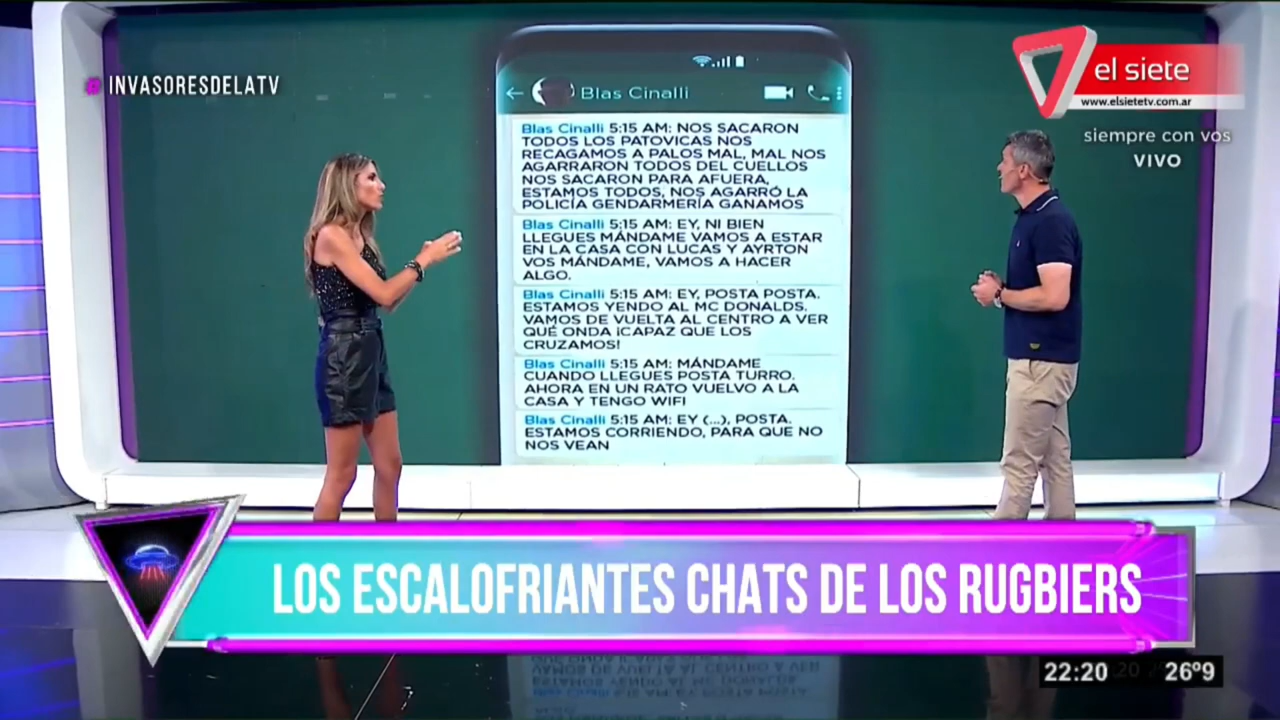 # INVASORESDELATV
el siete
www.elsietetv.com.ar
siempre con vos
VIVO
Blas Cinalli
Blas Cinalli 5:15 AM: NOS SACARON
TODOS LOS PATOVICAS NOS
RECAGAMOS A PALOS MAL, MAL NOS
AGARRARON TODOS DEL CUELLOS
NOS SACARON PARA AFUERA,
ESTAMOS TODOS, NOS AGARRÓ LA
POLICÍA GENDARMERÍA GANAMOS
Blas Cinalli 5:15 AM: EY, NI BIEN
LLEGUES MÁNDAME VAMOS A ESTAR
EN LA CASA CON LUCAS Y AYRTON
VOS MÁNDAME, VAMOS A HACER
ALGO.
Blas Cinalli 5:15 AM: EY, POSTA POSTA.
ESTAMOS YENDO AL MC DONALDS.
VAMOS DE VUELTA AL CENTRO A VER
QUÉ ONDA ¡CAPAZ QUE LOS
CRUZAMOS!
Blas Cinalli 5:15 AM: MÁNDAME
CUANDO LLEGUES POSTA TURRO.
AHORA EN UN RATO VUELVO A LA
CASA Y TENGO WIFI
Blas Cinalli 5:15 AM: EY (...), POSTA.
ESTAMOS CORRIENDO, PARA QUE NO
NOS VEAN
LOS ESCALOFRIANTES CHATS DE LOS RUGBIERS
22:20 26º9